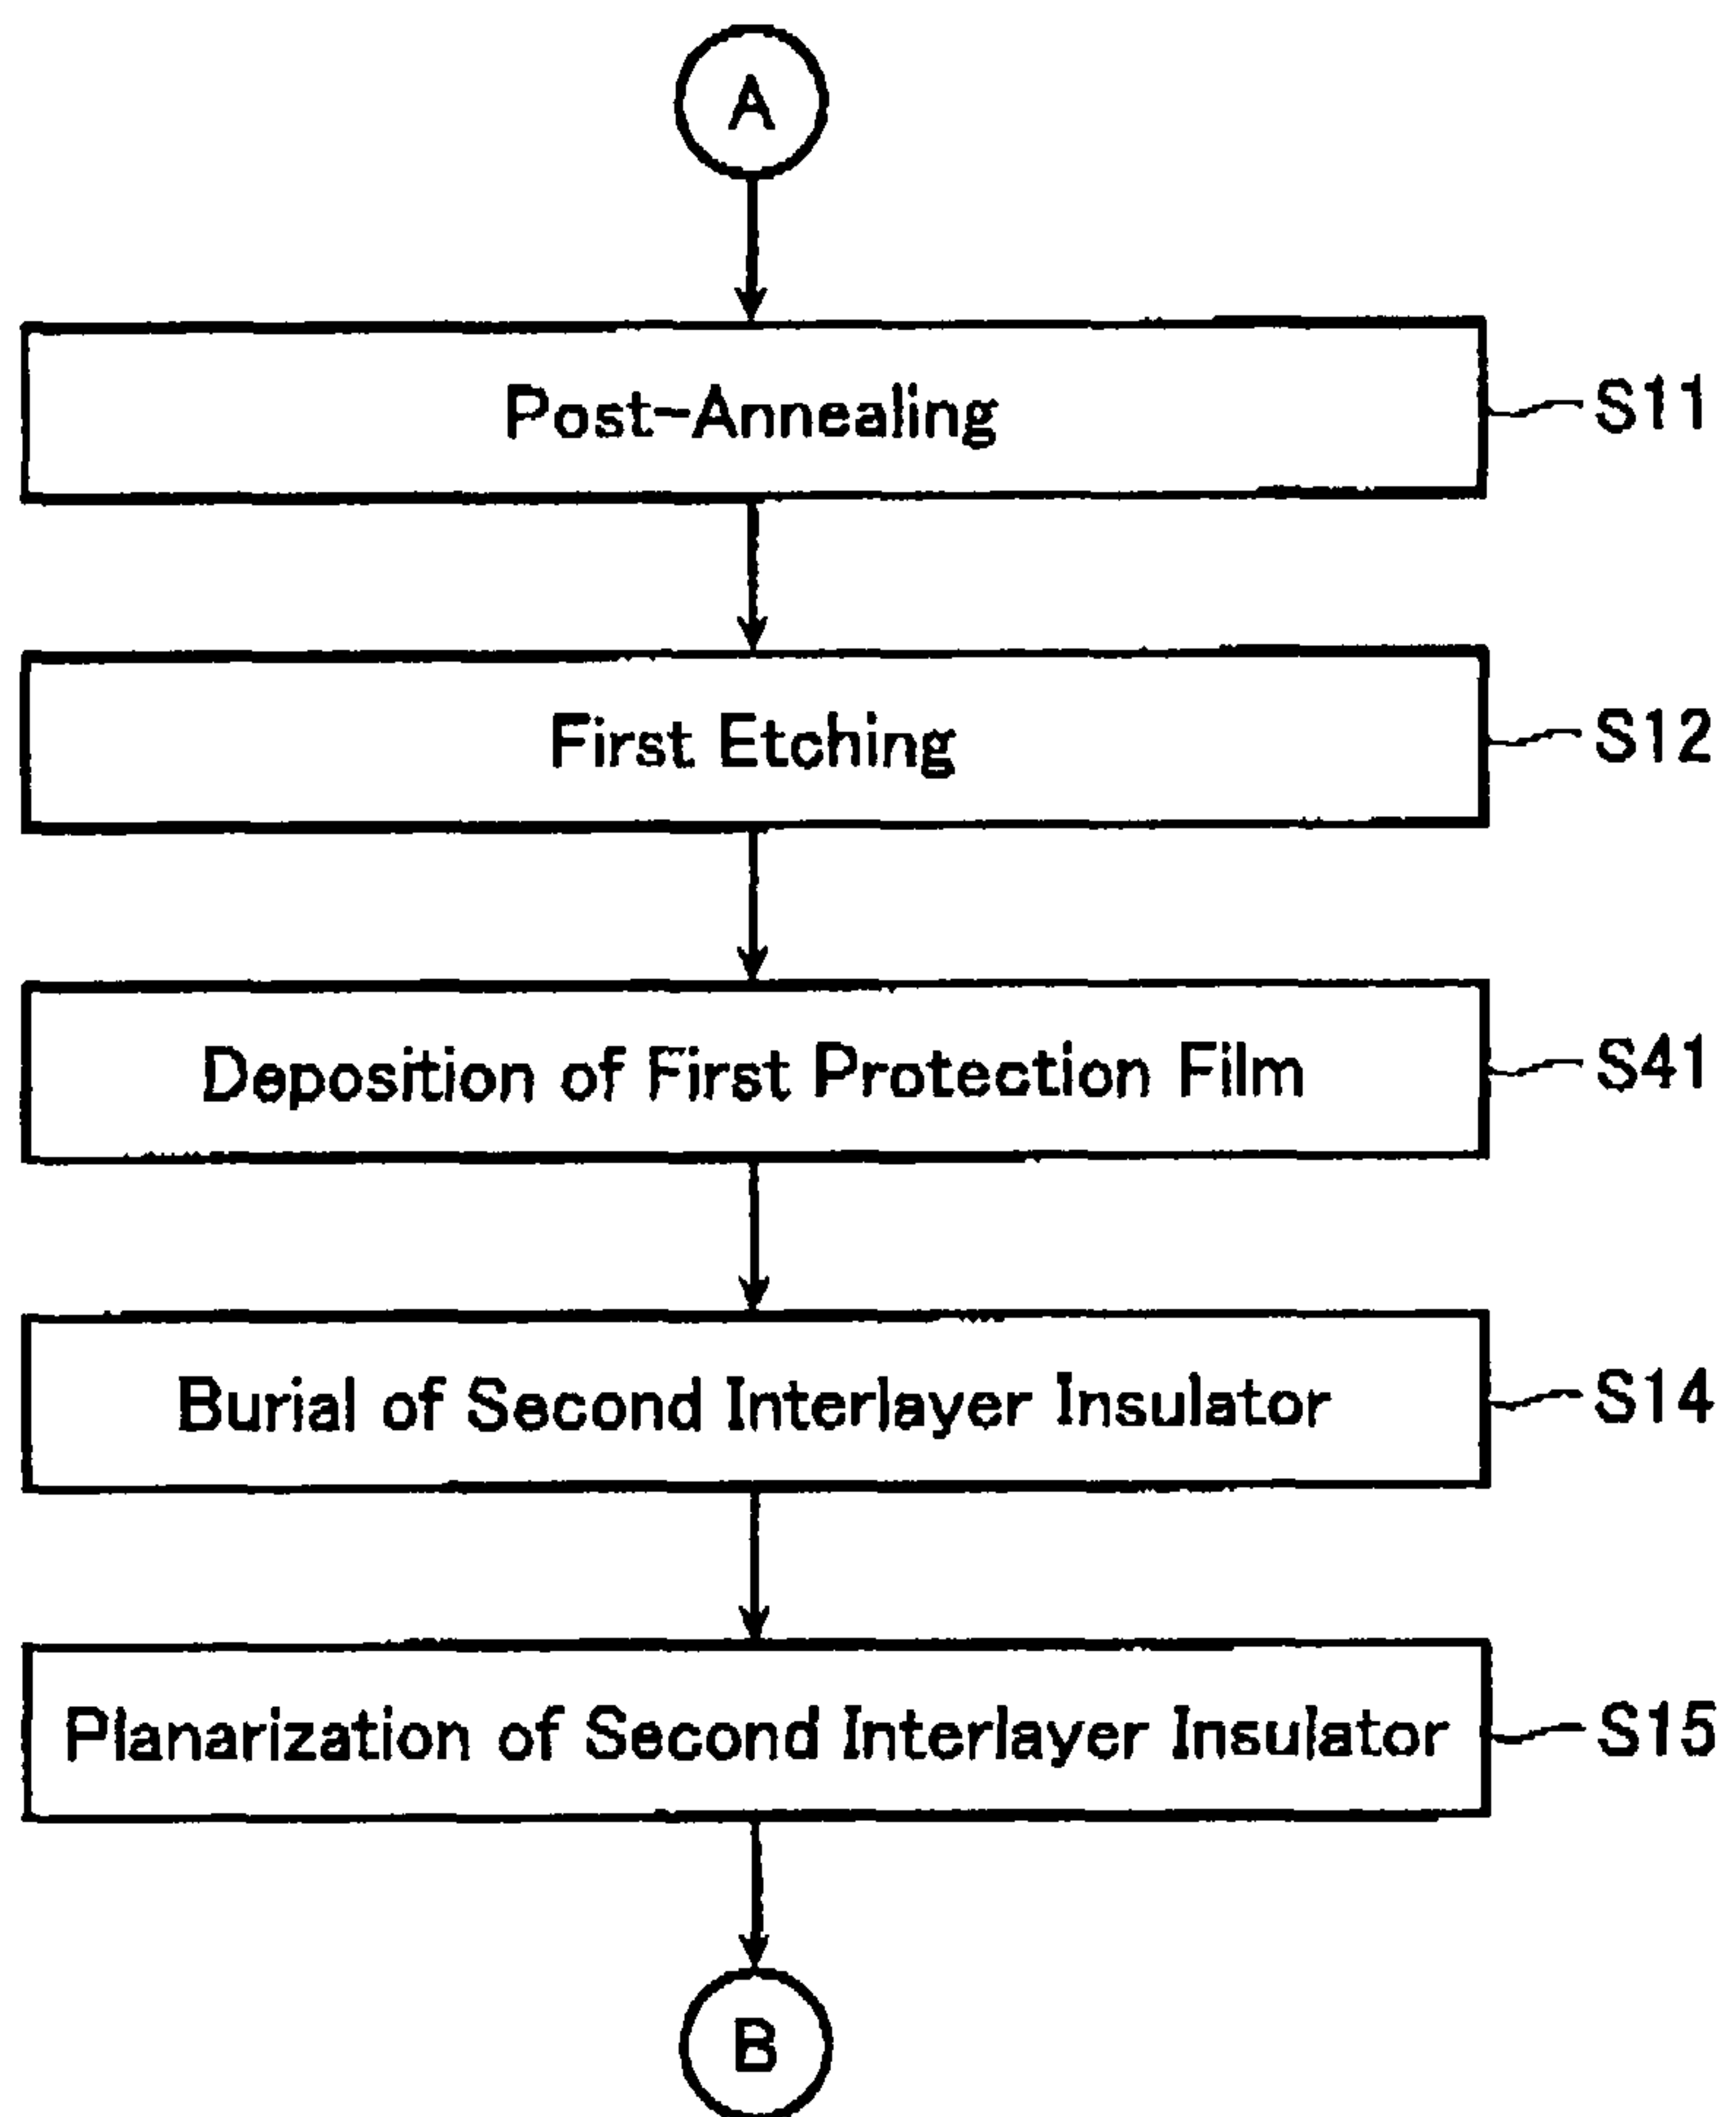 A
Post-Annealing S11
First Etching S12
Deposition of First Protection Film S41
Burial of Second Interlayer Insulator S14
Planarization of Second Interlayer Insulator S15
B